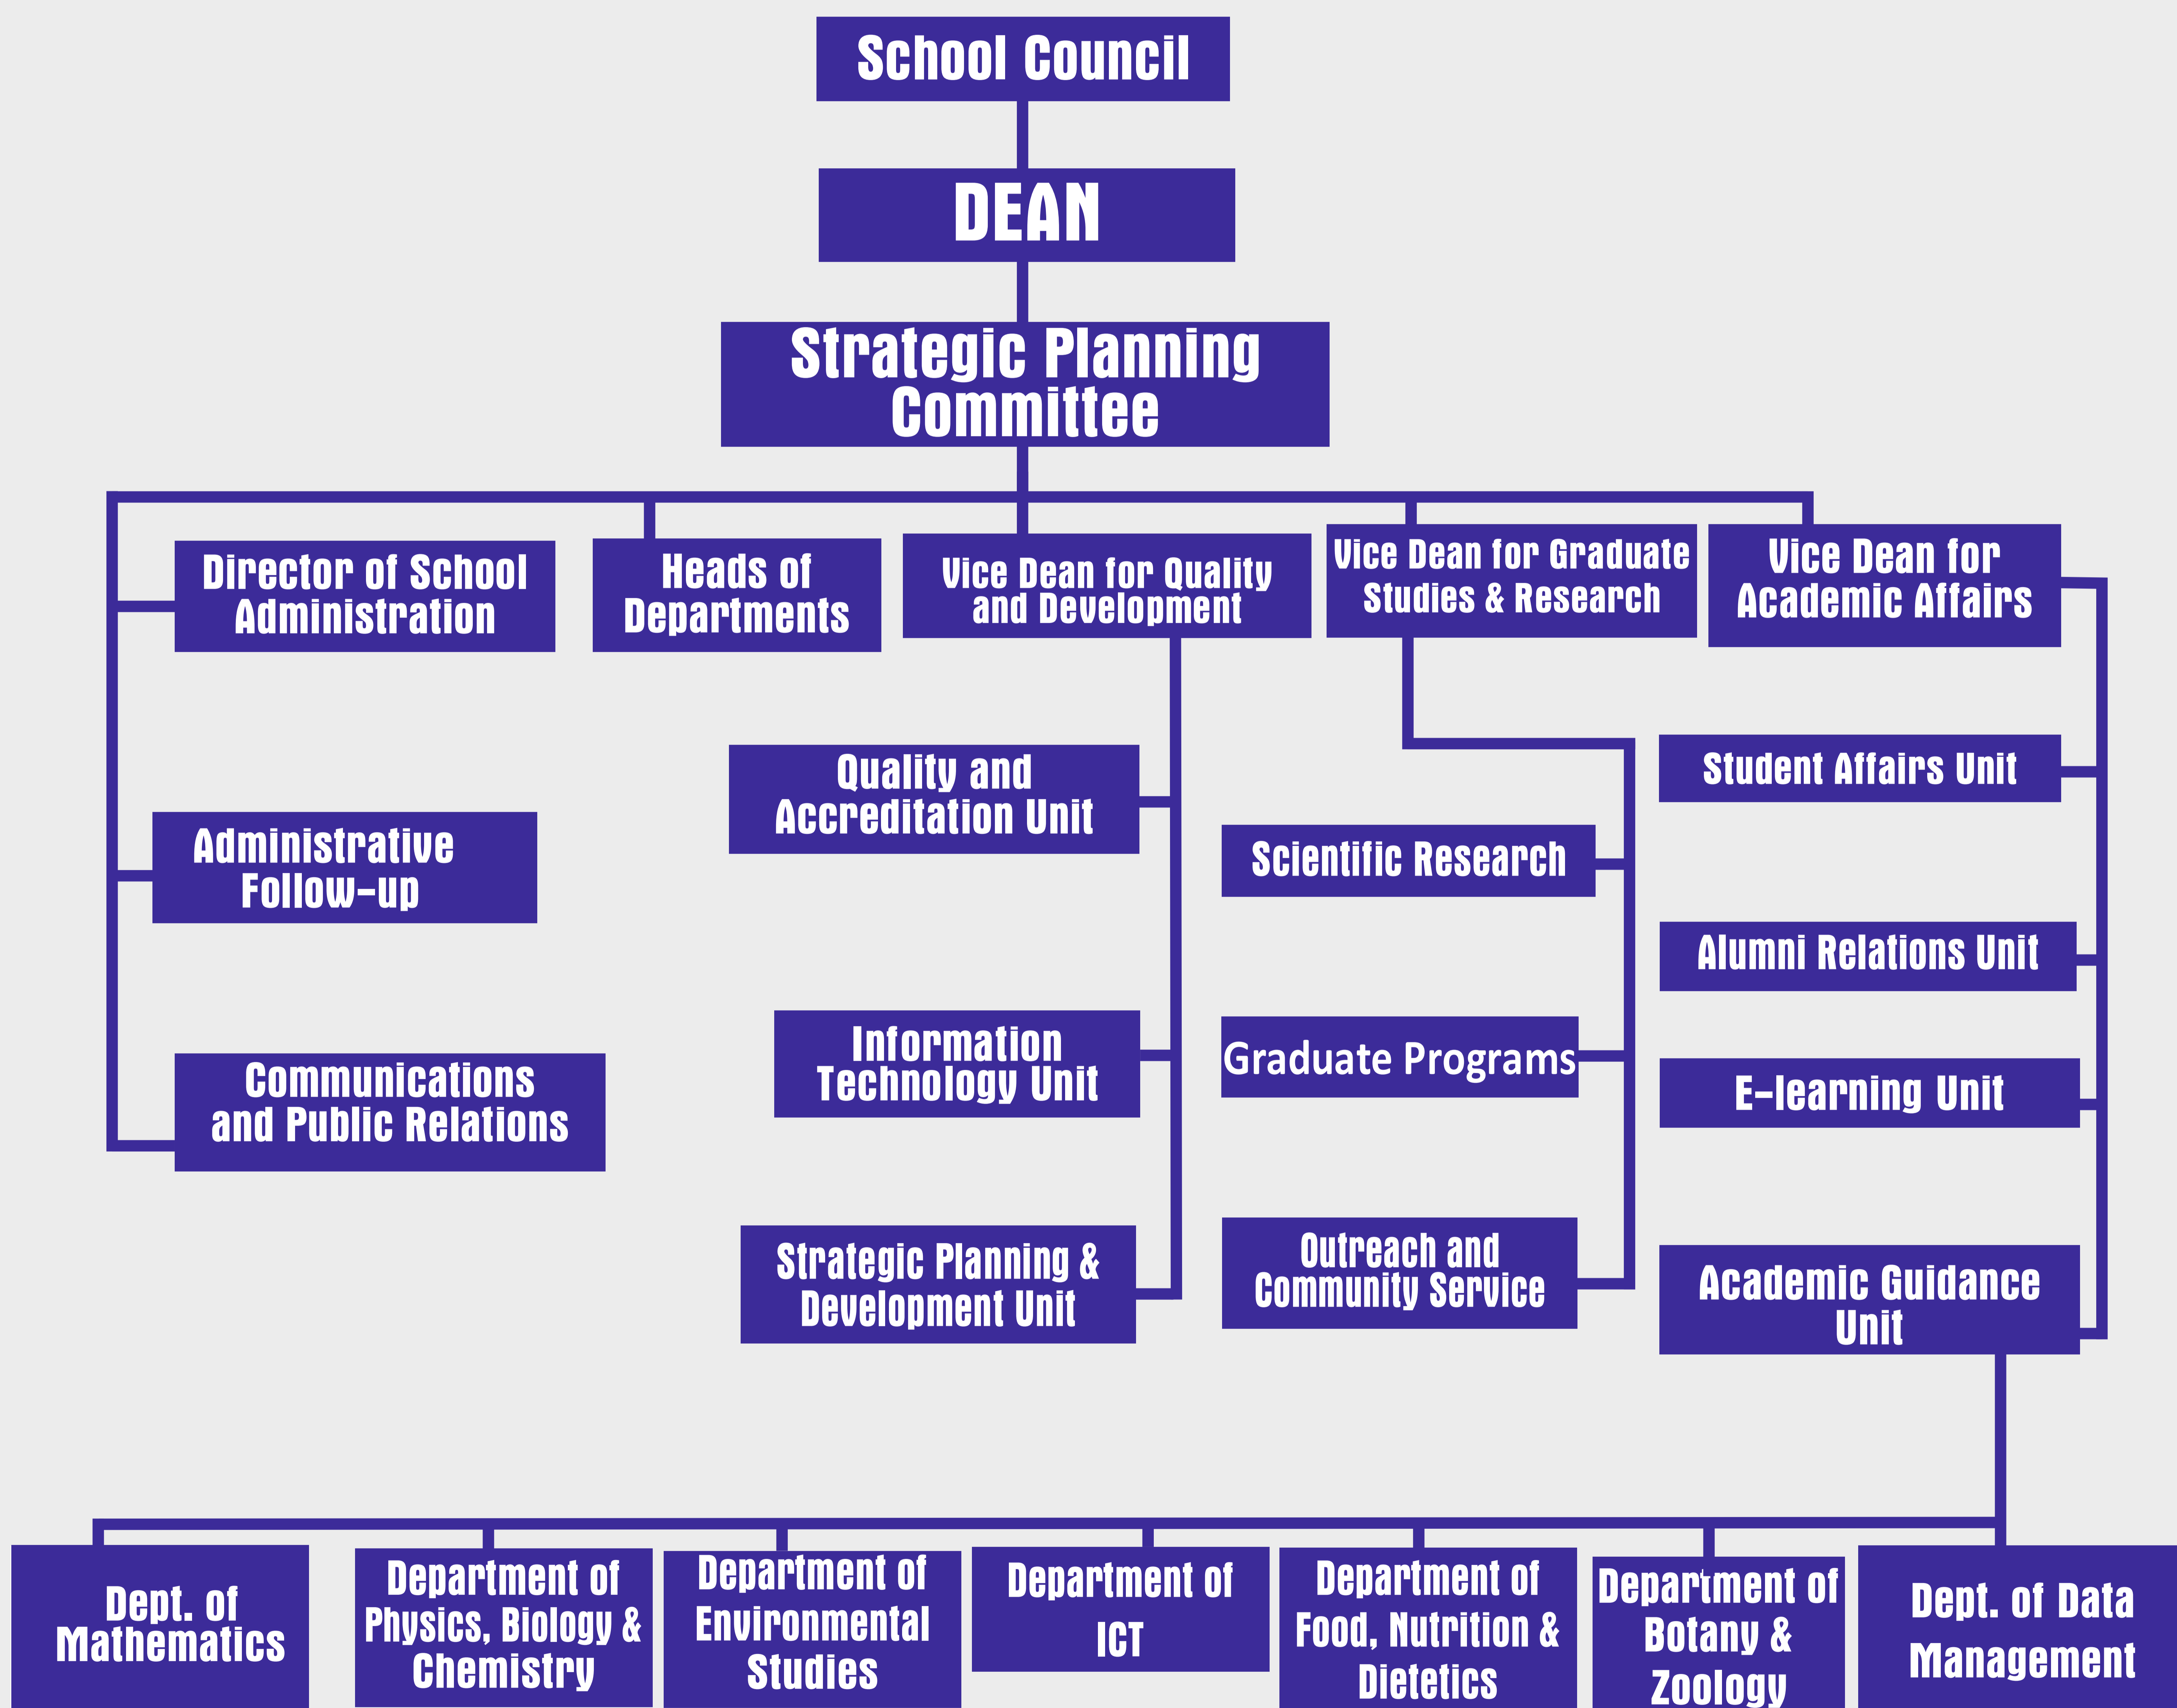 School Council
DEAN
Strategic Planning
Committee
Director of School
Administration
Heads of
Departments
Vice Dean for Quality
and Development
Vice Dean for Graduate
Studies & Research
Vice Dean for
Academic Affairs
Administrative
Follow-up
Communications
and Public Relations
Quality and
Accreditation Unit
Information
Technology Unit
Strategic Planning &
Development Unit
Scientific Research
Graduate Programs
Outreach and
Community Service
Student Affairs Unit
Alumni Relations Unit
E-learning Unit
Academic Guidance
Unit
Dept. of
Mathematics
Department of
Physics, Biology &
Chemistry
Department of
Environmental
Studies
Department of
ICT
Department of
Food, Nutrition &
Dietetics
Department of
Botany &
Zoology
Dept. of Data
Management